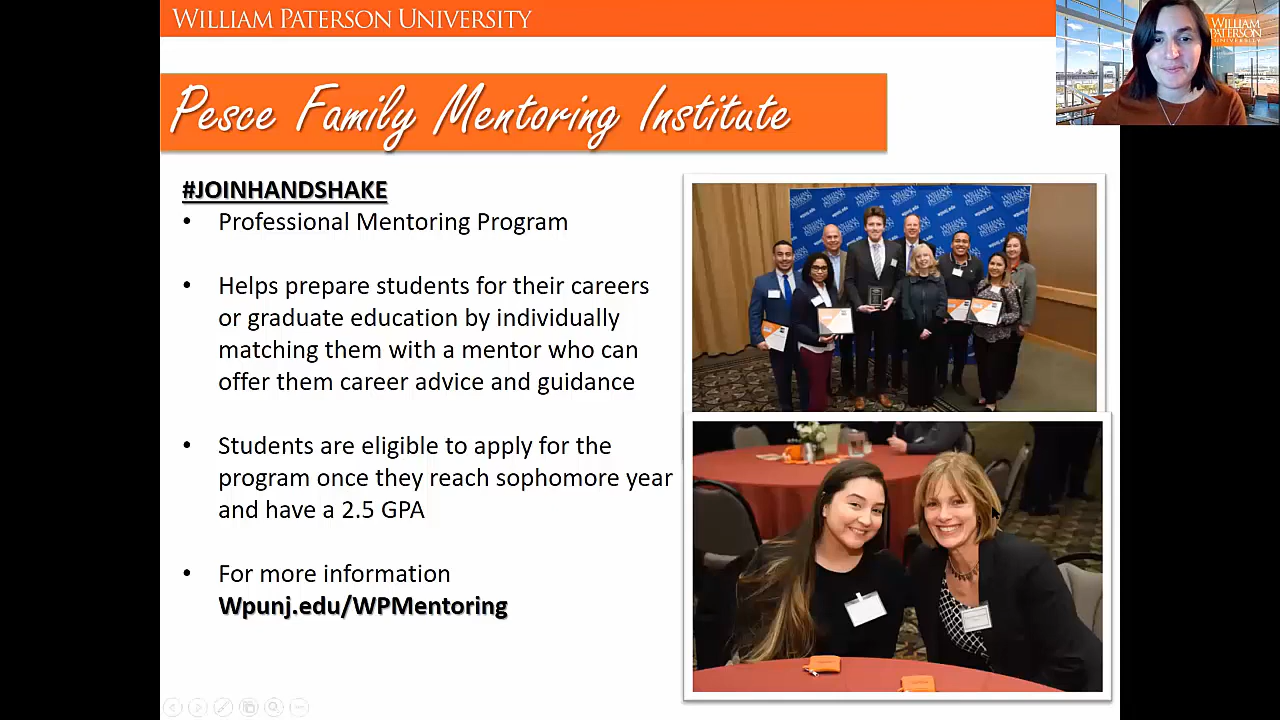 WILLIAM PATERSON UNIVERSITY
WILLIAM
PATERSON
UNIVERSITY
Pesce Family Mentoring Institute
#JOINHANDSHAKE
• Professional Mentoring Program
• Helps prepare students for their careers
or graduate education by individually
matching them with a mentor who can
offer them career advice and guidance
• Students are eligible to apply for the
program once they reach sophomore year
and have a 2.5 GPA
• For more information
Wpunj.edu/WPMentoring